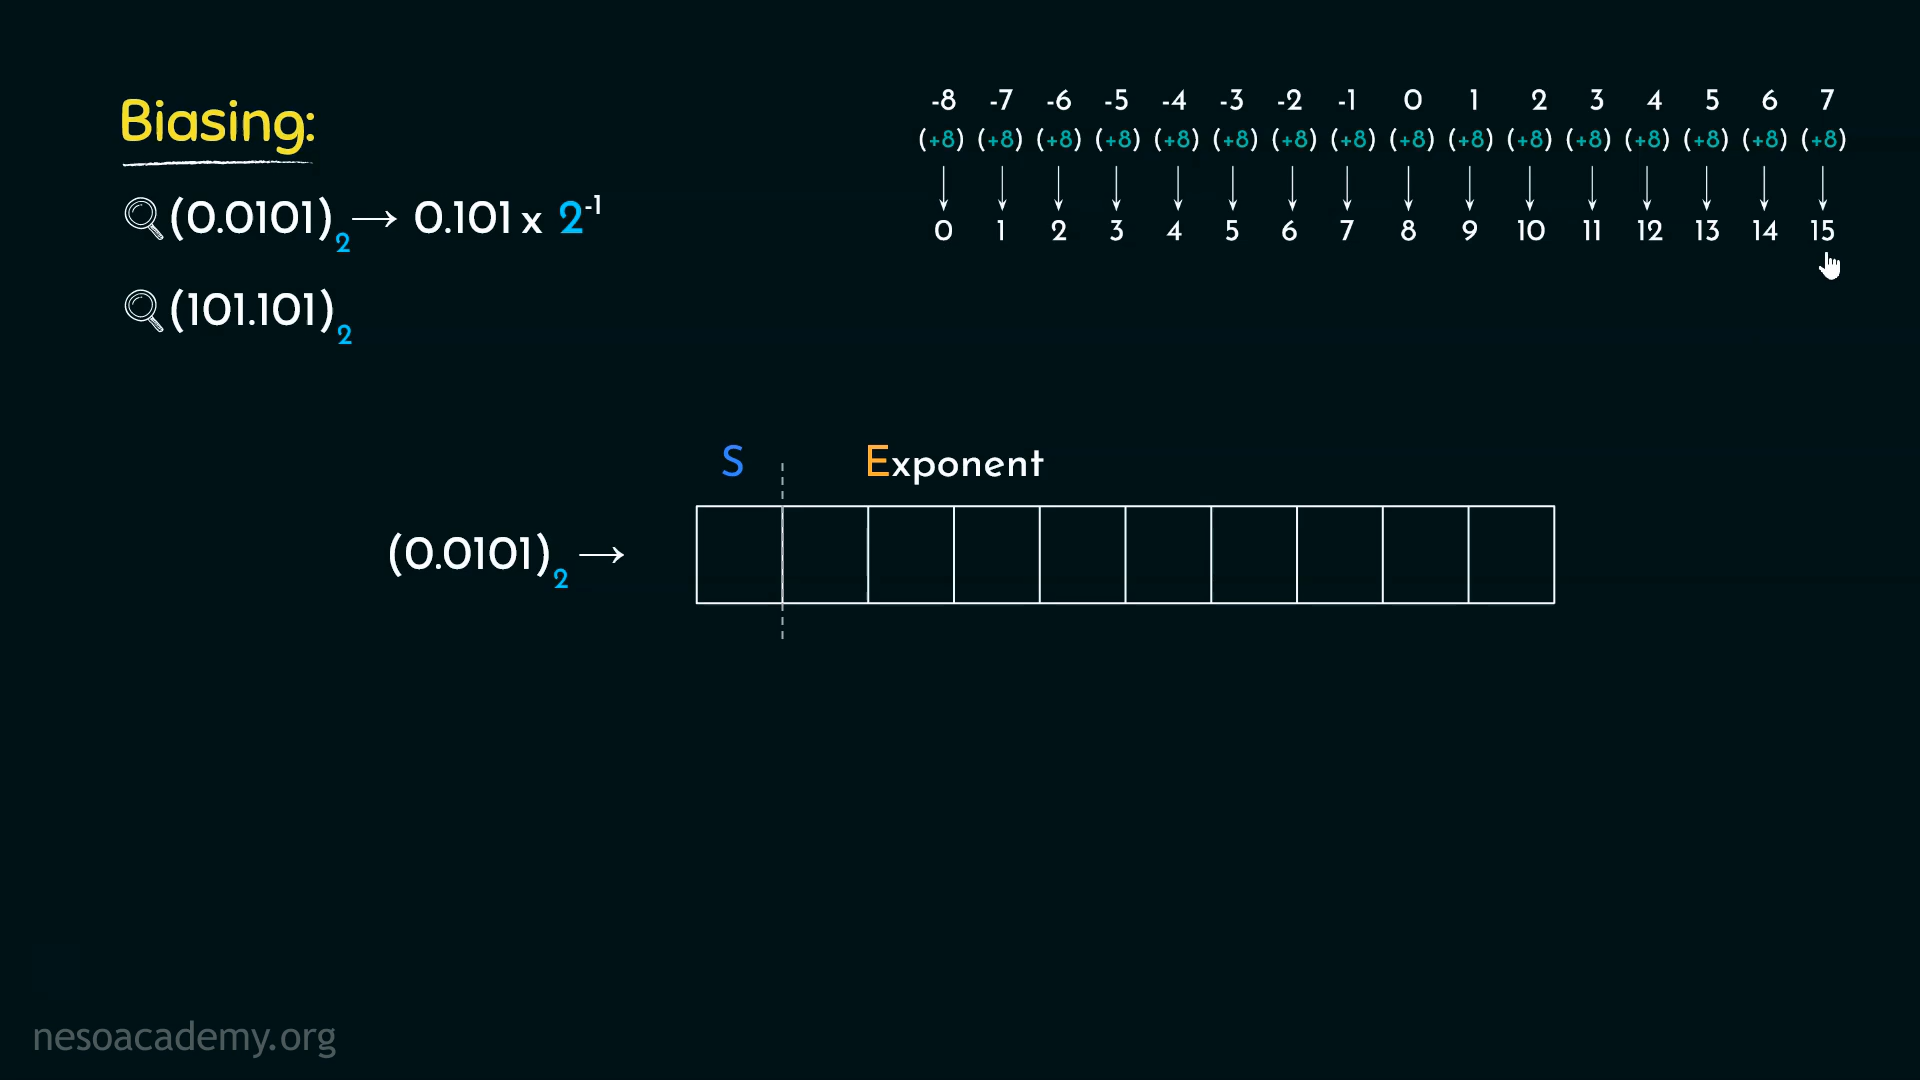 Biasing:
-8 -7 -6 -5 -4 -3 -2 -1 0 1 2 3 4 5 6 7
(+8) (+8) (+8) (+8) (+8) (+8) (+8) (+8) (+8) (+8) (+8) (+8) (+8) (+8) (+8) (+8)
0 1 2 3 4 5 6 7 8 9 10 11 12 13 14 15
(0.0101)₂ → 0.101 x 2⁻¹
(101.101)₂
S Exponent
(0.0101)₂ →
nesoacademy.org